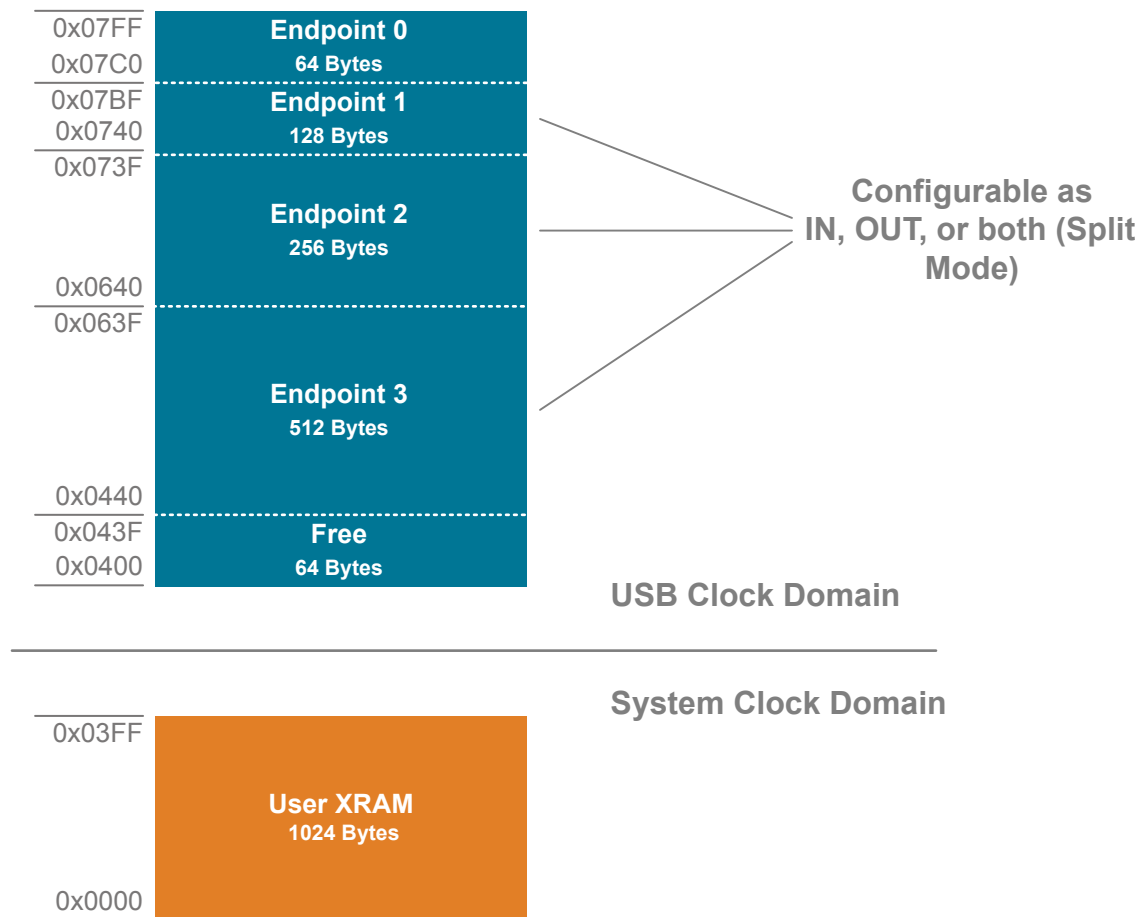 0x07FF
Endpoint 0
0x07C0
64 Bytes
0x07BF
Endpoint 1
0x0740
128 Bytes
0x073F
Endpoint 2
256 Bytes
0x0640
0x063F
Endpoint 3
512 Bytes
0x0440
0x043F
Free
0x0400
64 Bytes
Configurable as
IN, OUT, or both (Split
Mode)
USB Clock Domain
System Clock Domain
0x03FF
User XRAM
1024 Bytes
0x0000